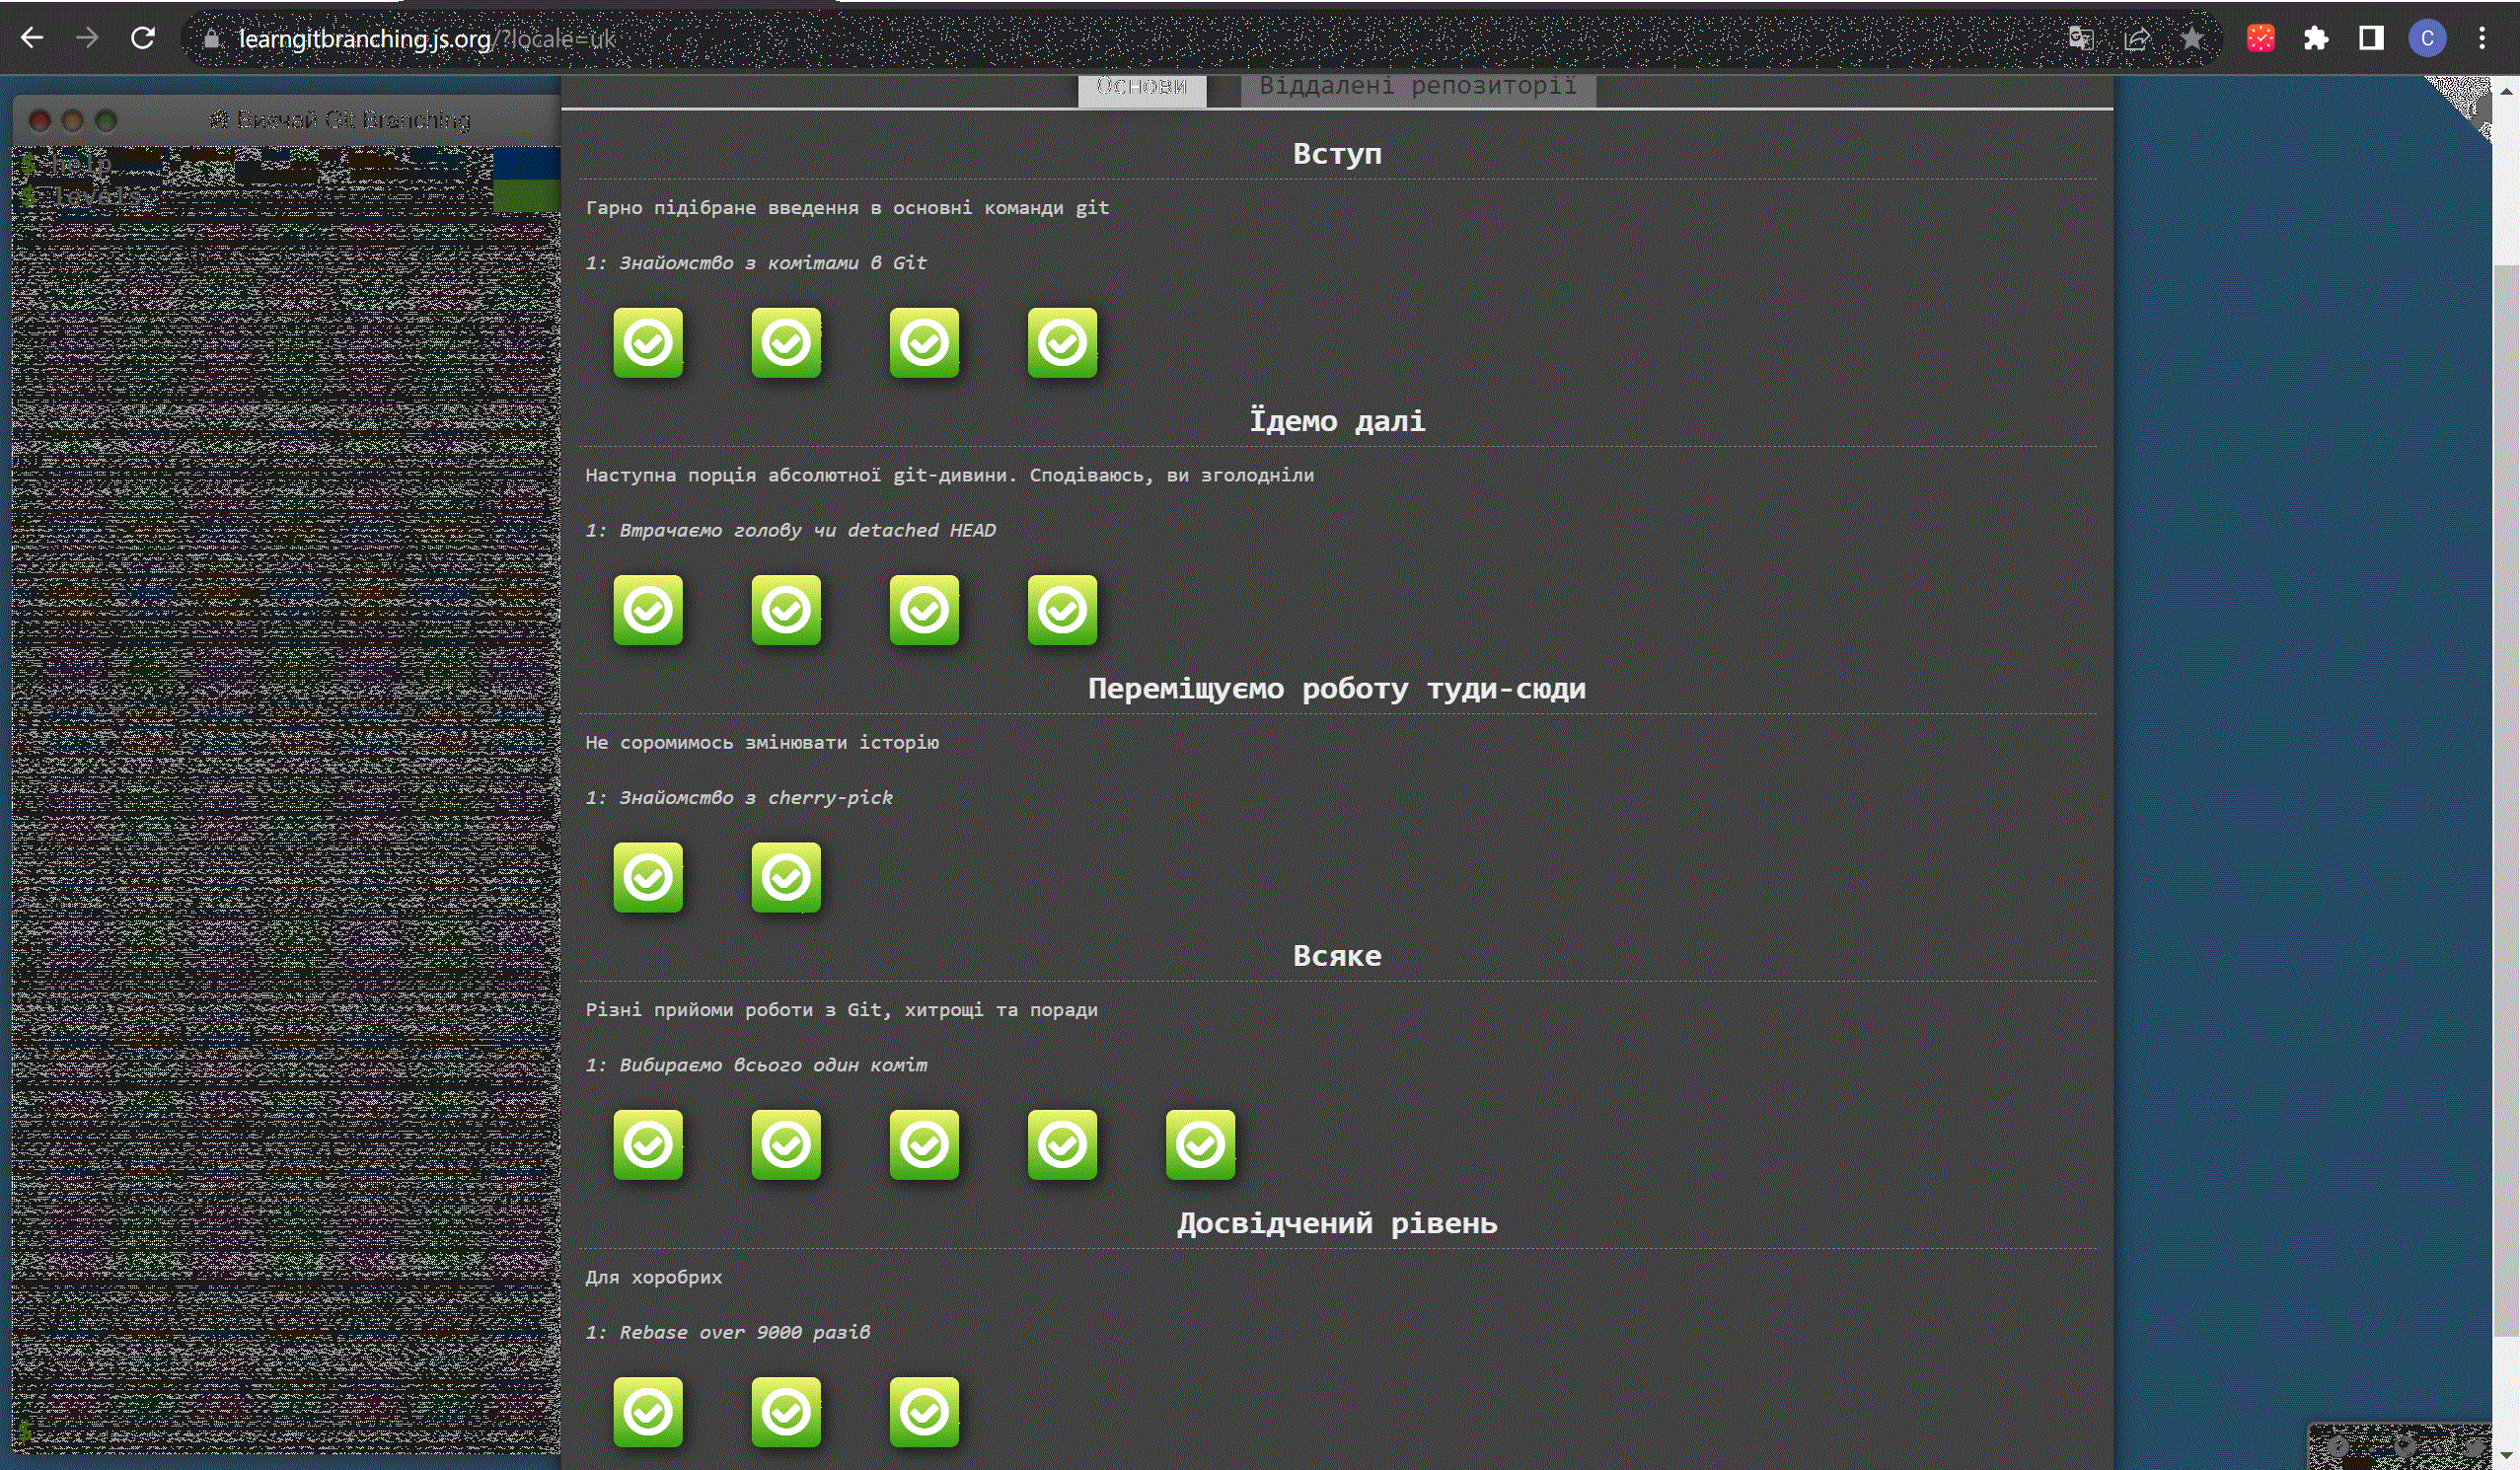 learngitbranching.js.org/?locale=uk
C
Основи
Віддалені репозиторії
Вивчай Git Branching
$ help
$ levels
$
Вступ
Гарно підібране введення в основні команди git
1: Знайомство з комітами в Git
Їдемо далі
Наступна порція абсолютної git-дивини. Сподіваюсь, ви зголодніли
1: Втрачаємо голову чи detached HEAD
Переміщуємо роботу туди-сюди
Не соромимось змінювати історію
1: Знайомство з cherry-pick
Всяке
Різні прийоми роботи з Git, хитрощі та поради
1: Вибираємо всього один коміт
Досвідчений рівень
Для хоробрих
1: Rebase over 9000 разів